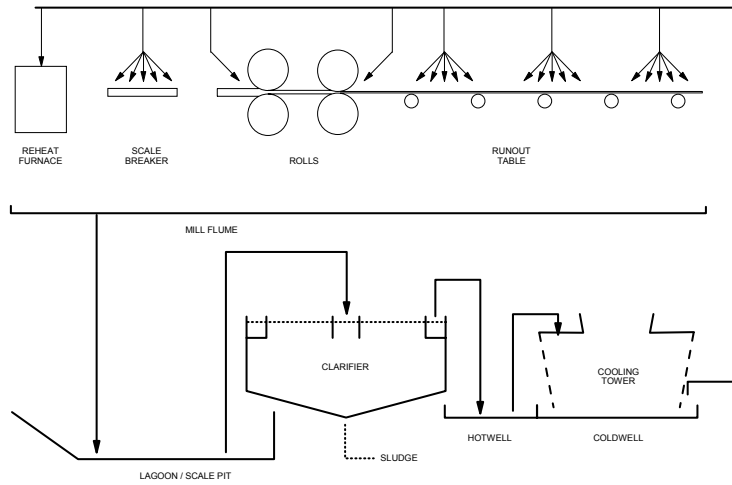 REHEAT
FURNACE
SCALE
BREAKER
ROLLS
RUNOUT
TABLE
MILL FLUME
CLARIFIER
COOLING
TOWER
HOTWELL
COLDWELL
SLUDGE
LAGOON / SCALE PIT